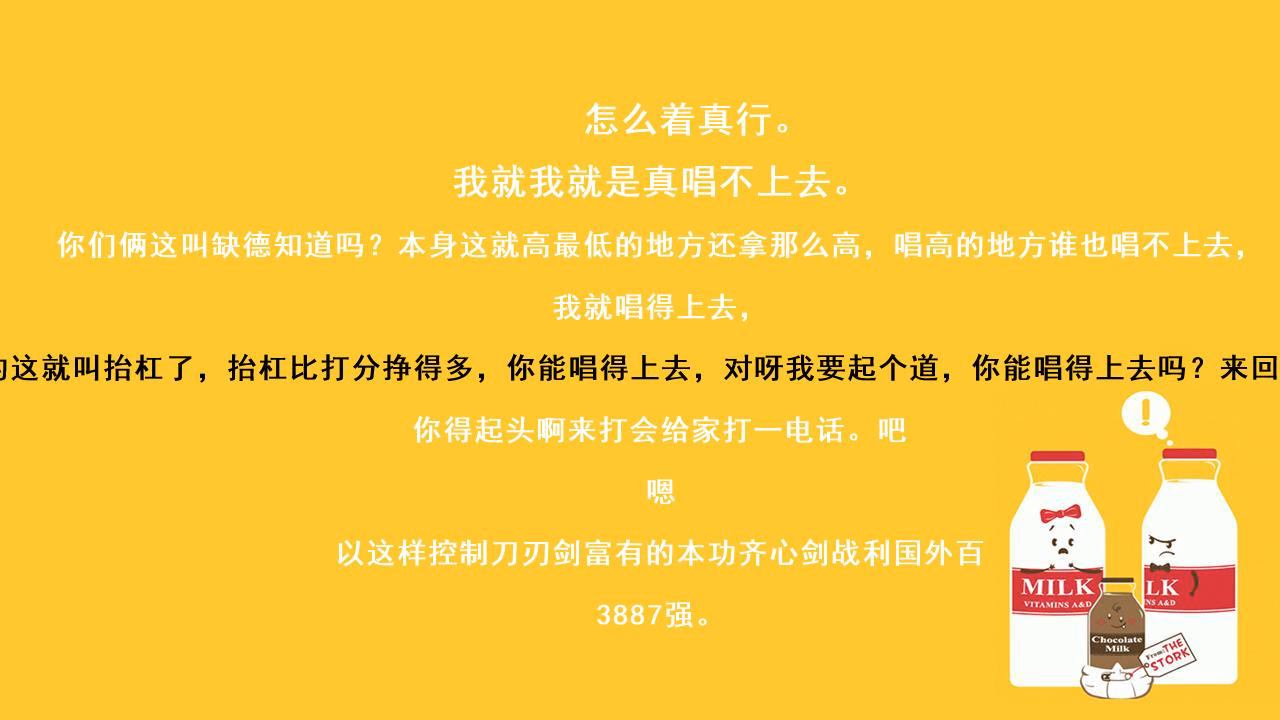 怎么着真行。
我就我就是真唱不上去。
你们俩这叫缺德知道吗？本身这就高最低的地方还拿那么高，唱高的地方谁也唱不上去，
我就唱得上去，
这就叫抬杠了，抬杠比打分挣得多，你能唱得上去，对呀我要起个道，你能唱得上去吗？来回
你得起头啊来打会给家打一电话。吧
嗯
以这样控制刀刃剑富有的本功齐心剑战利国外百
3887强。
!
MILK
VITAMINS A&D
LK
NS A&D
Chocolate
Milk
From: THE
STORK